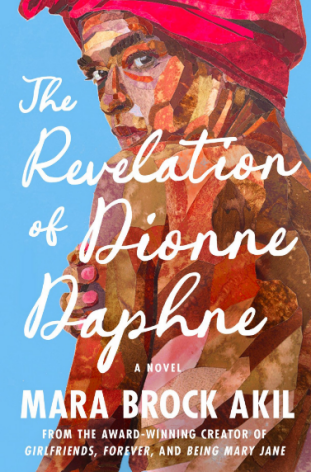 The
Revelation
of Dionne
Daphne
A NOVEL
MARA BROCK AKIL
FROM THE AWARD-WINNING CREATOR OF
GIRLFRIENDS, FOREVER, AND BEING MARY JANE